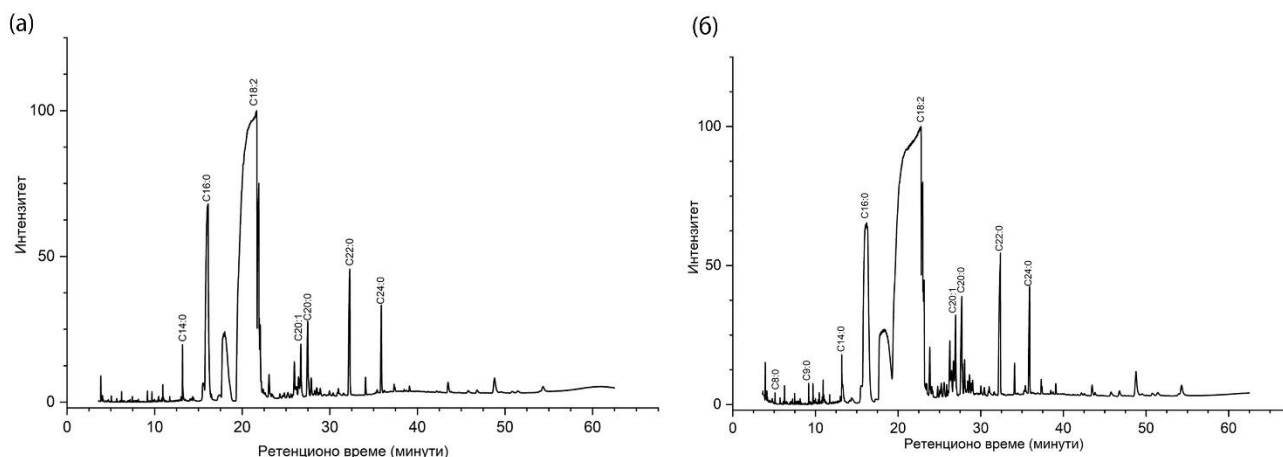 (а)
Интензитет
100
50
0
C14:0
C16:0
C18:2
C20:1
C20:0
C22:0
C24:0
0
10
20
30
40
50
60
Ретенционо време (минути)
(б)
Интензитет
100
50
0
C8:0
C9:0
C14:0
C16:0
C18:2
C20:1
C20:0
C22:0
C24:0
0
10
20
30
40
50
60
Ретенционо време (минути)